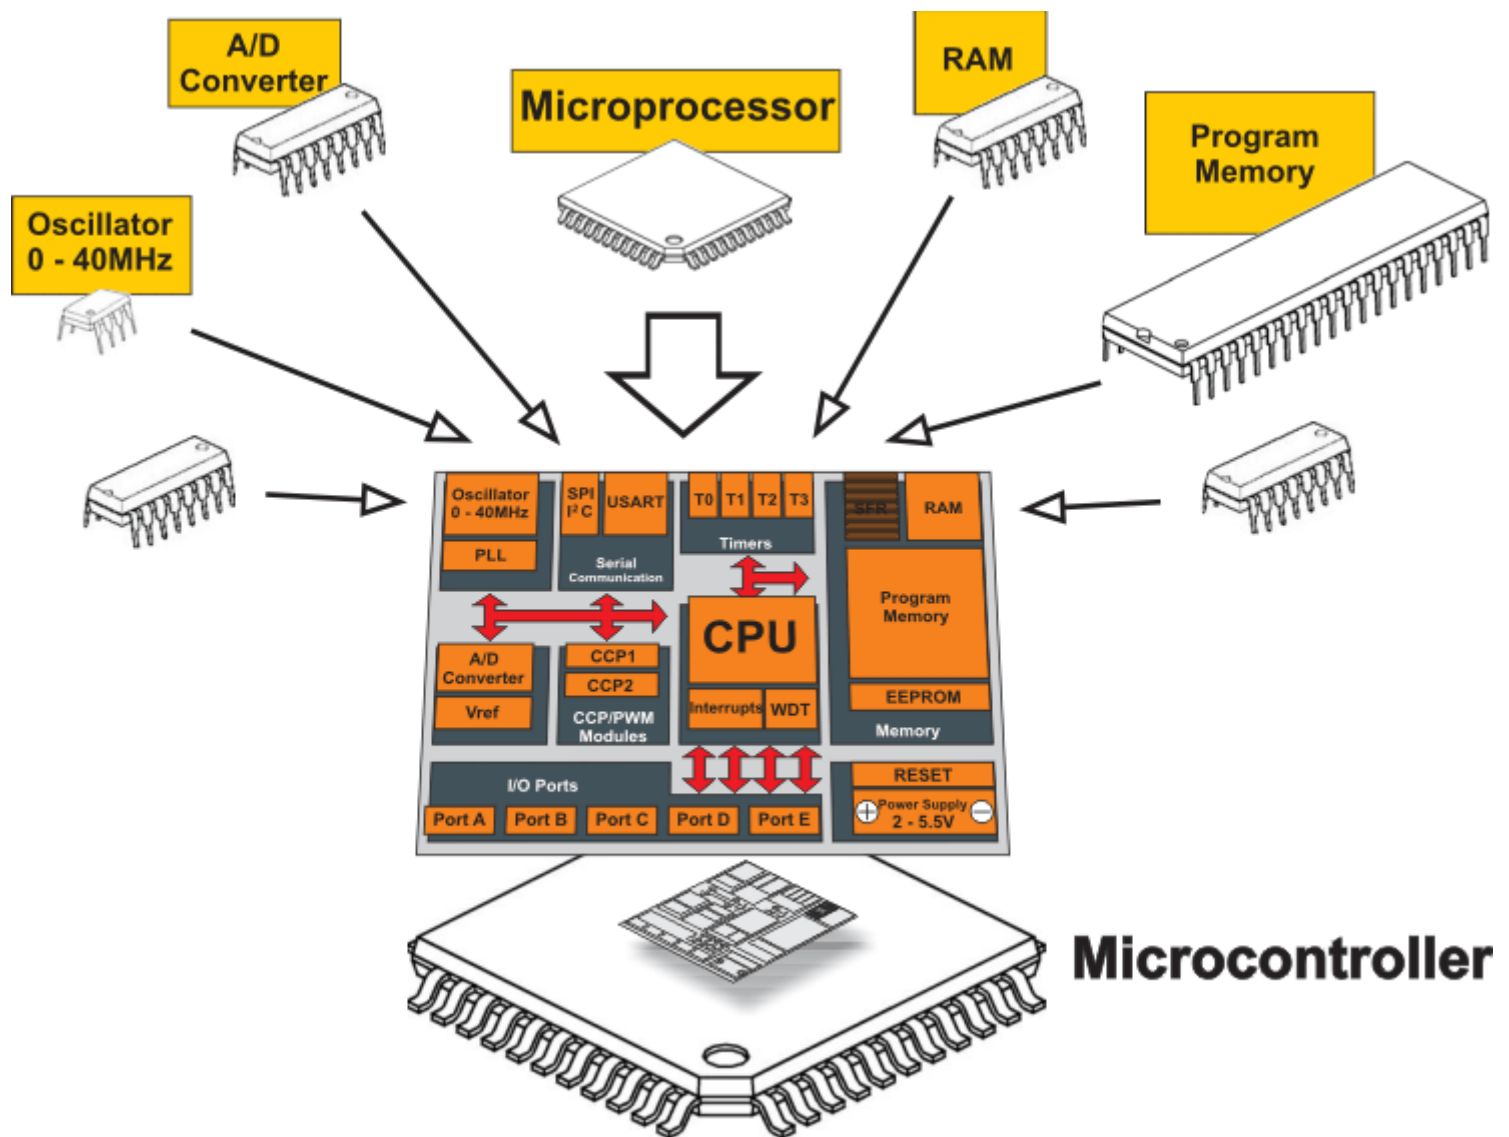 A/D
Converter
Microprocessor
RAM
Program
Memory
Oscillator
0 - 40MHz
Oscillator
0 - 40MHz
PLL
SPI
I²C
USART
Serial
Communication
T0
T1
T2
T3
Timers
SFR
RAM
Program
Memory
EEPROM
Memory
A/D
Converter
Vref
CCP1
CCP2
CCP/PWM
Modules
CPU
Interrupts
WDT
I/O Ports
Port A
Port B
Port C
Port D
Port E
RESET
+
Power Supply
2 - 5.5V
−
Microcontroller